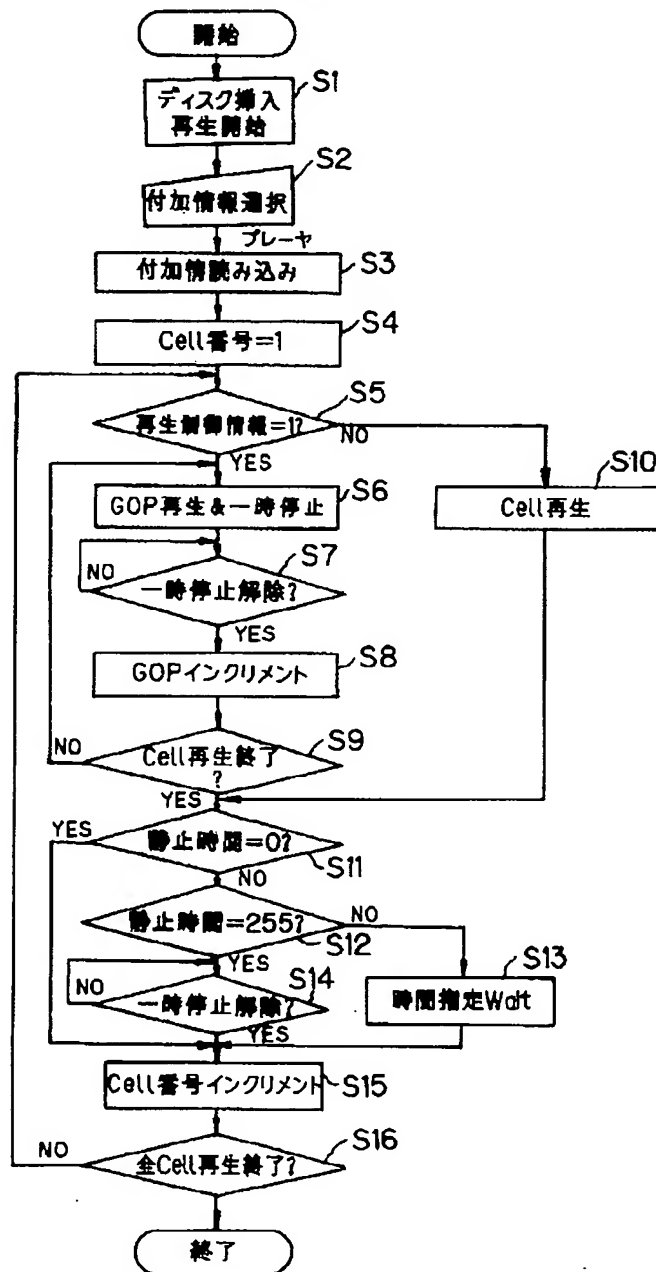 開始
S1
ディスク挿入
再生開始
S2
付加情報選択
プレーヤ
S3
付加情読み込み
S4
Cell番号=1
S5
再生制御情報=1?
NO
YES
S6
GOP再生&一時停止
S10
Cell再生
S7
NO
一時停止解除?
YES
S8
GOPインクリメント
S9
NO
Cell再生終了
?
YES
YES
静止時間=0?
S11
NO
静止時間=255?
NO
S12
YES
S13
時間指定Wait
S14
NO
一時停止解除?
YES
Cell番号インクリメント
S15
S16
NO
全Cell再生終了?
終了